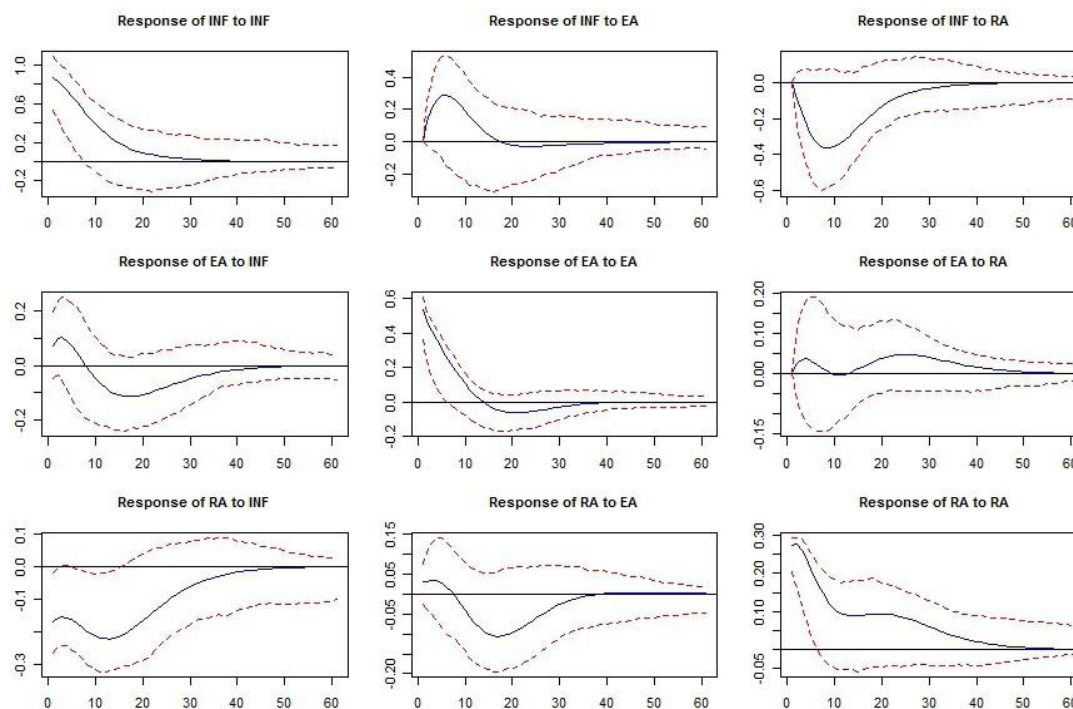 Response of INF to INF
Response of INF to EA
Response of INF to RA
1.0
0.6
0.2
-0.2
0 10 20 30 40 50 60
0.4
0.2
0.0
-0.2
0 10 20 30 40 50 60
0.0
-0.2
-0.4
-0.6
0 10 20 30 40 50 60
Response of EA to INF
Response of EA to EA
Response of EA to RA
0.2
0.0
-0.2
0 10 20 30 40 50 60
0.6
0.4
0.2
0.0
-0.2
0 10 20 30 40 50 60
0.20
0.10
0.00
-0.15
0 10 20 30 40 50 60
Response of RA to INF
Response of RA to EA
Response of RA to RA
0.1
0.0
-0.1
-0.3
0 10 20 30 40 50 60
0.15
0.05
-0.05
-0.20
0 10 20 30 40 50 60
0.30
0.20
0.10
-0.05
0 10 20 30 40 50 60